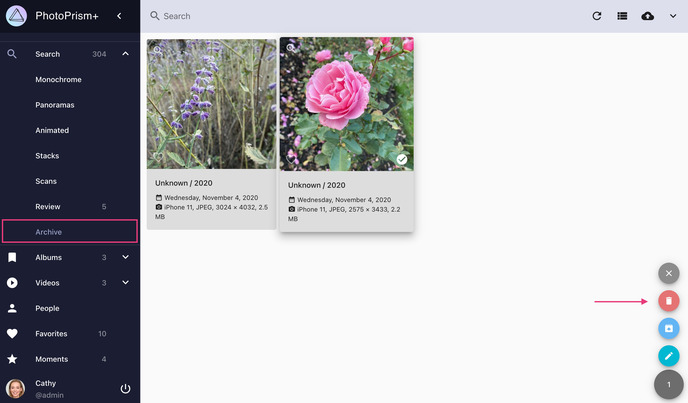 PhotoPrism+
Search
Search 304
Monochrome
Panoramas
Animated
Stacks
Scans
Review 5
Archive
Albums 3
Videos 3
People
Favorites 10
Moments 4
Cathy
@admin
Unknown / 2020
Wednesday, November 4, 2020
iPhone 11, JPEG, 3024 × 4032, 2.5
MB
Unknown / 2020
Wednesday, November 4, 2020
iPhone 11, JPEG, 2575 × 3433, 2.2
MB
1